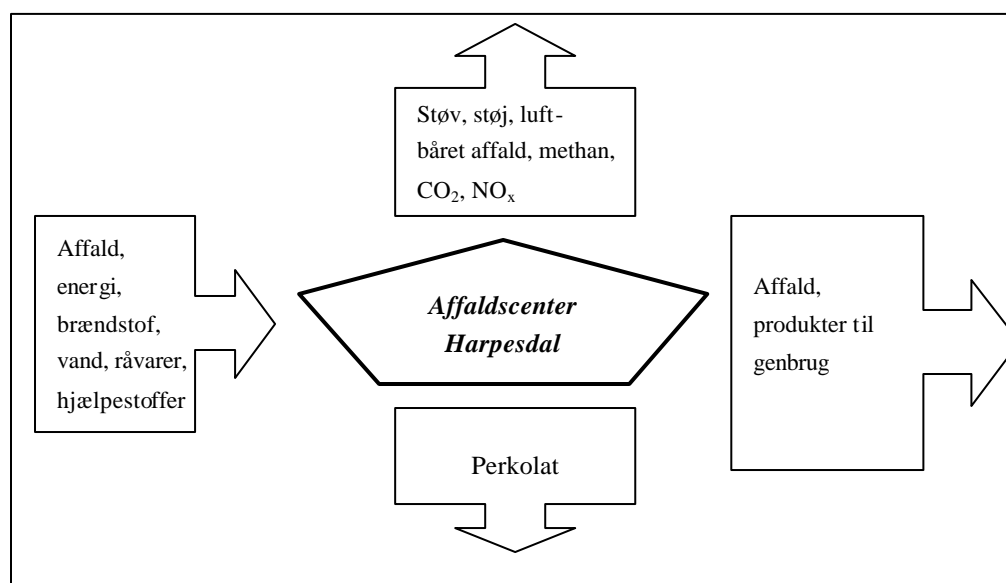 Støv, støj, luft-
båret affald, methan,
CO₂, NOₓ
Affald,
energi,
brændstof,
vand, råvarer,
hjælpestoffer
Affaldscenter
Harpesdal
Affald,
produkter til
genbrug
Perkolat